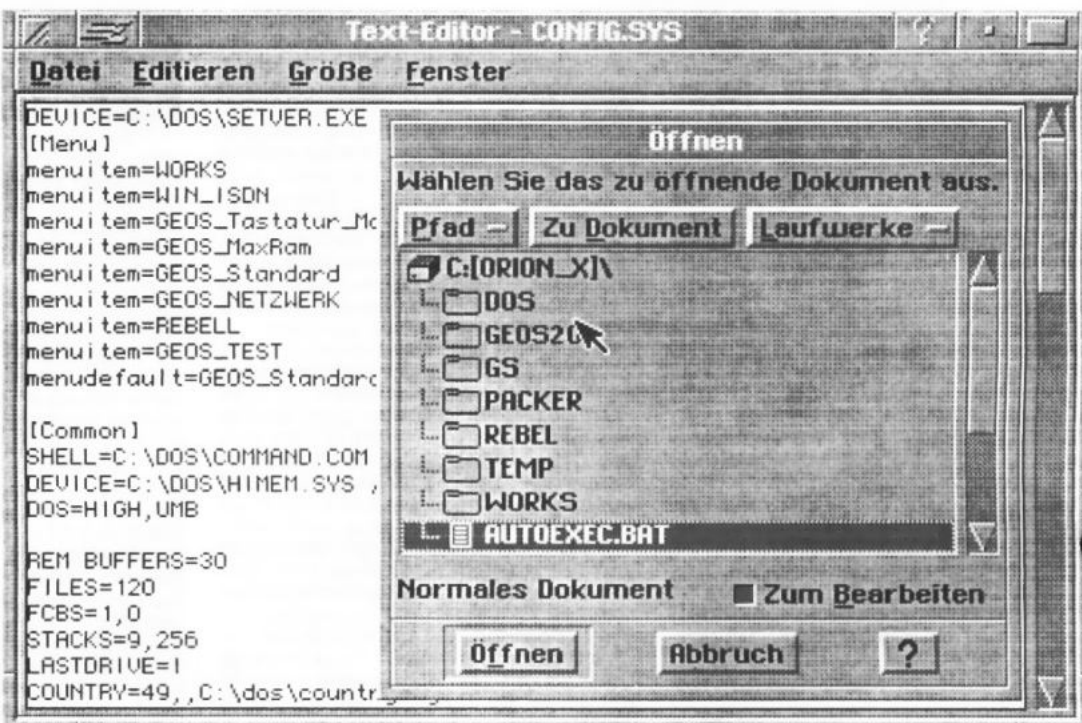 Text-Editor - CONFIG.SYS
Datei Editieren Größe Fenster
DEVICE=C:\DOS\SETVER.EXE
[Menu]
menuitem=WORKS
menuitem=WIN_ISDN
menuitem=GEOS_Tastatur_Mo
menuitem=GEOS_MaxRam
menuitem=GEOS_Standard
menuitem=GEOS_NETZWERK
menuitem=REBELL
menuitem=GEOS_TEST
menudefault=GEOS_Standard
[Common]
SHELL=C:\DOS\COMMAND.COM
DEVICE=C:\DOS\HIMEM.SYS
DOS=HIGH,UMB
REM BUFFERS=30
FILES=120
FCBS=1,0
STACKS=9,256
LASTDRIVE=I
COUNTRY=49,,C:\dos\countr
Öffnen
Wählen Sie das zu öffnende Dokument aus.
Pfad Zu Dokument Laufwerke
C:[ORION_X]\
DOS
GEOS20
GS
PACKER
REBEL
TEMP
WORKS
AUTOEXEC.BAT
Normales Dokument Zum Bearbeiten
Öffnen Abbruch ?